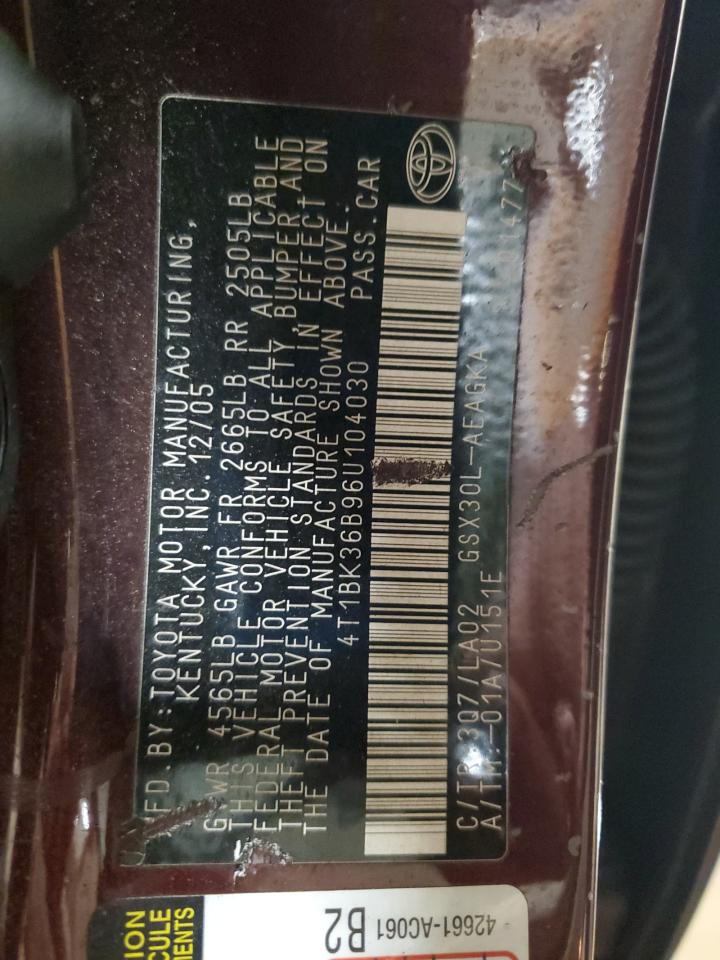 MFD.BY:TOYOTA MOTOR MANUFACTURING,
KENTUCKY, INC. 12/05
GVWR 4565LB GAWR FR 2665LB RR 2505LB
THIS VEHICLE CONFORMS TO ALL APPLICABLE
FEDERAL MOTOR VEHICLE SAFETY, BUMPER, AND
THEFT PREVENTION STANDARDS IN EFFECT ON
THE DATE OF MANUFACTURE SHOWN ABOVE.
4T1BK36B96U104030 PASS.CAR
C/TR:3Q7/LA02 GSX30L-AEAGKA
A/TM:-01A/U151E
42661-AC061
B2